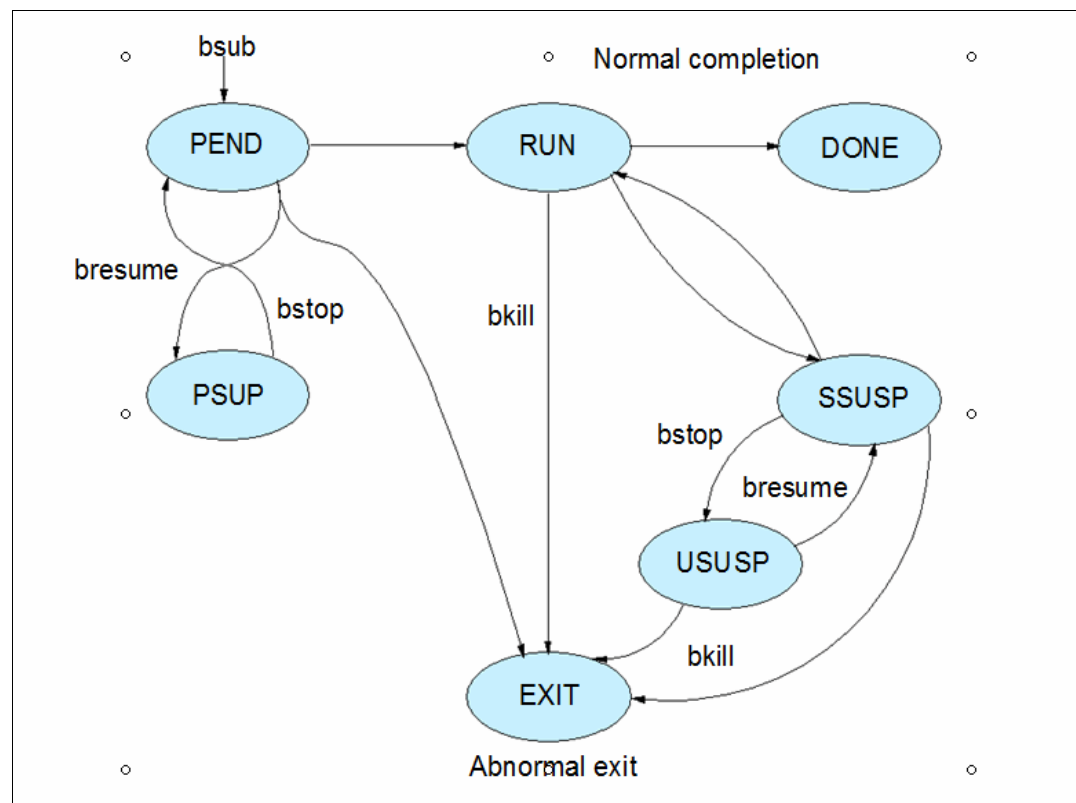 bsub
Normal completion
PEND
RUN
DONE
bresume
bstop
bkill
PSUP
SSUSP
bstop
bresume
USUSP
bkill
EXIT
Abnormal exit